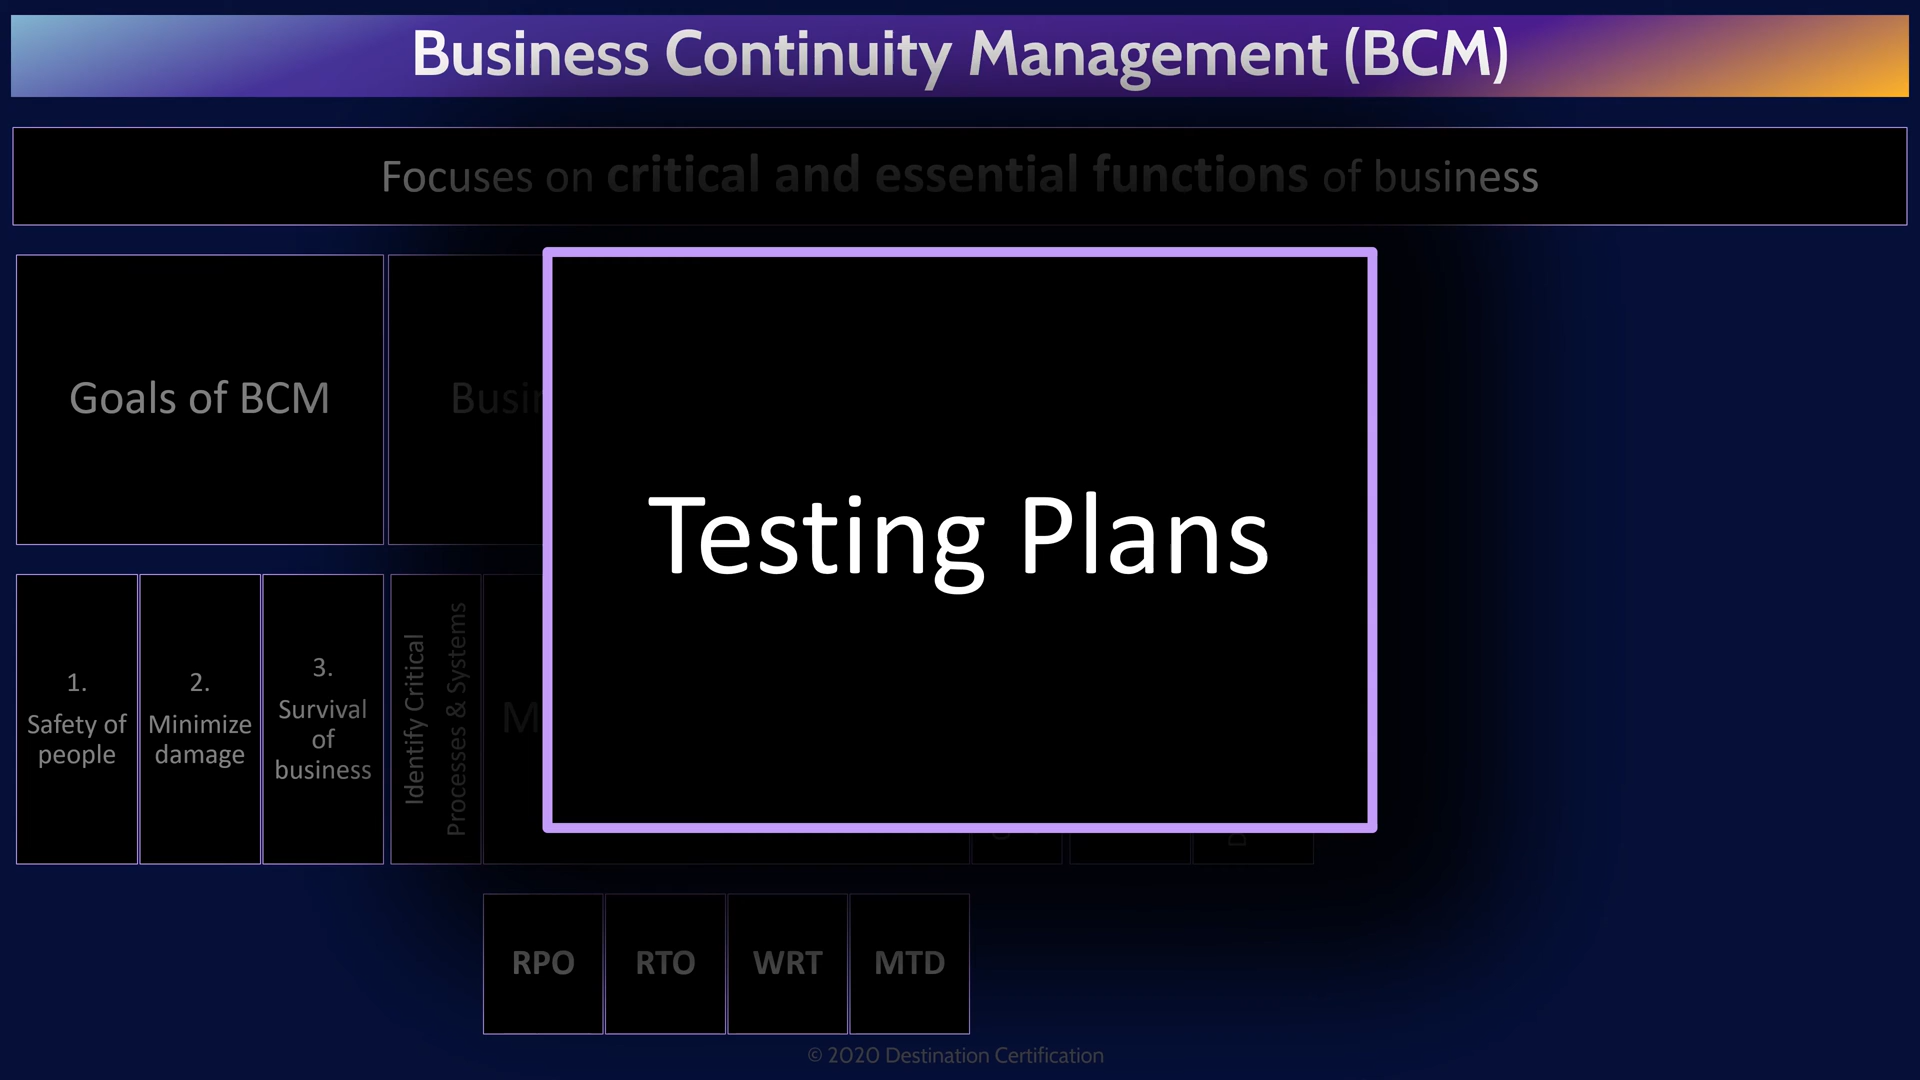 Business Continuity Management (BCM)
Focuses on critical and essential functions of business
Goals of BCM
Testing Plans
1.
Safety of
people
2.
Minimize
damage
3.
Survival
of
business
Identify Critical
Processes & Systems
RPO
RTO
WRT
MTD
© 2020 Destination Certification